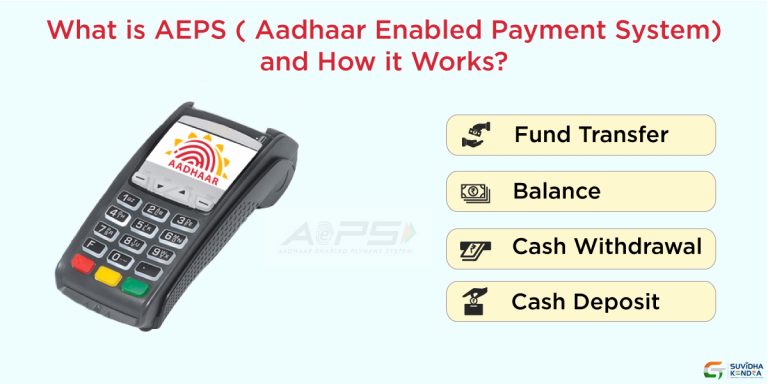 What is AEPS ( Aadhaar Enabled Payment System)
and How it Works?
AADHAAR
Fund Transfer
Balance
Cash Withdrawal
Cash Deposit
AePS
AADHAAR ENABLED PAYMENT SYSTEM
F
SUVIDHA
KENDRA